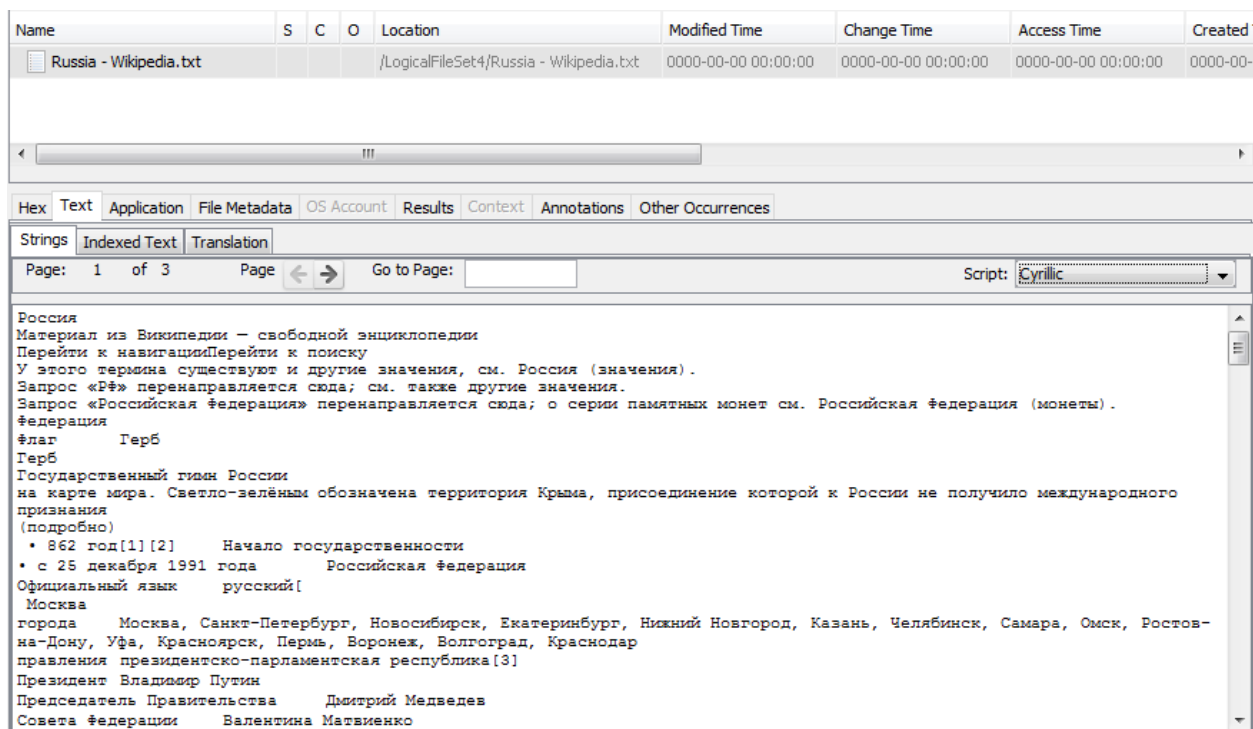 Name S C O Location Modified Time Change Time Access Time Created
Russia - Wikipedia.txt /LogicalFileSet4/Russia - Wikipedia.txt 0000-00-00 00:00:00 0000-00-00 00:00:00 0000-00-00 00:00:00 0000-00-
Hex Text Application File Metadata OS Account Results Context Annotations Other Occurrences
Strings Indexed Text Translation
Page: 1 of 3 Page Go to Page: Script: Cyrillic
Россия
Материал из Википедии — свободной энциклопедии
Перейти к навигацииПерейти к поиску
У этого термина существуют и другие значения, см. Россия (значения).
Запрос «РФ» перенаправляется сюда; см. также другие значения.
Запрос «Российская Федерация» перенаправляется сюда; о серии памятных монет см. Российская Федерация (монеты).
Федерация
Флаг Герб
Герб
Государственный гимн России
на карте мира. Светло-зелёным обозначена территория Крыма, присоединение которой к России не получило международного
признания
(подробно)
• 862 год[1][2] Начало государственности
• с 25 декабря 1991 года Российская Федерация
Официальный язык русский[
Москва
города Москва, Санкт-Петербург, Новосибирск, Екатеринбург, Нижний Новгород, Казань, Челябинск, Самара, Омск, Ростов-
на-Дону, Уфа, Красноярск, Пермь, Воронеж, Волгоград, Краснодар
правления президентско-парламентская республика[3]
Президент Владимир Путин
Председатель Правительства Дмитрий Медведев
Совета Федерации Валентина Матвиенко